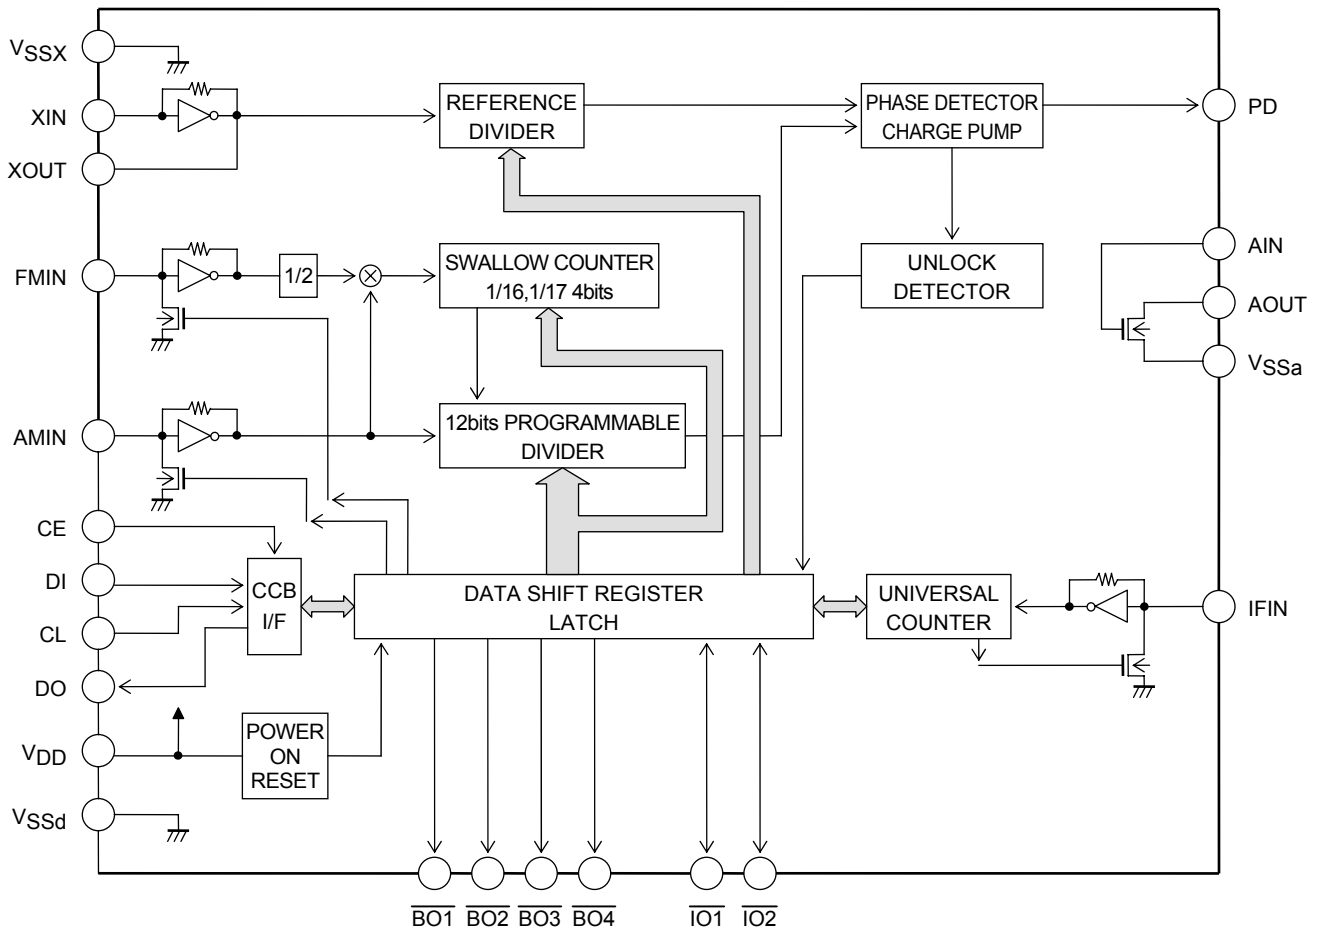 VSSX
XIN
XOUT
FMIN
AMIN
CE
DI
CL
DO
VDD
VSSd
REFERENCE
DIVIDER
PHASE DETECTOR
CHARGE PUMP
1/2
SWALLOW COUNTER
1/16,1/17 4bits
UNLOCK
DETECTOR
12bits PROGRAMMABLE
DIVIDER
CCB
I/F
DATA SHIFT REGISTER
LATCH
UNIVERSAL
COUNTER
POWER
ON
RESET
PD
AIN
AOUT
VSSa
IFIN
BO1 BO2 BO3 BO4 IO1 IO2